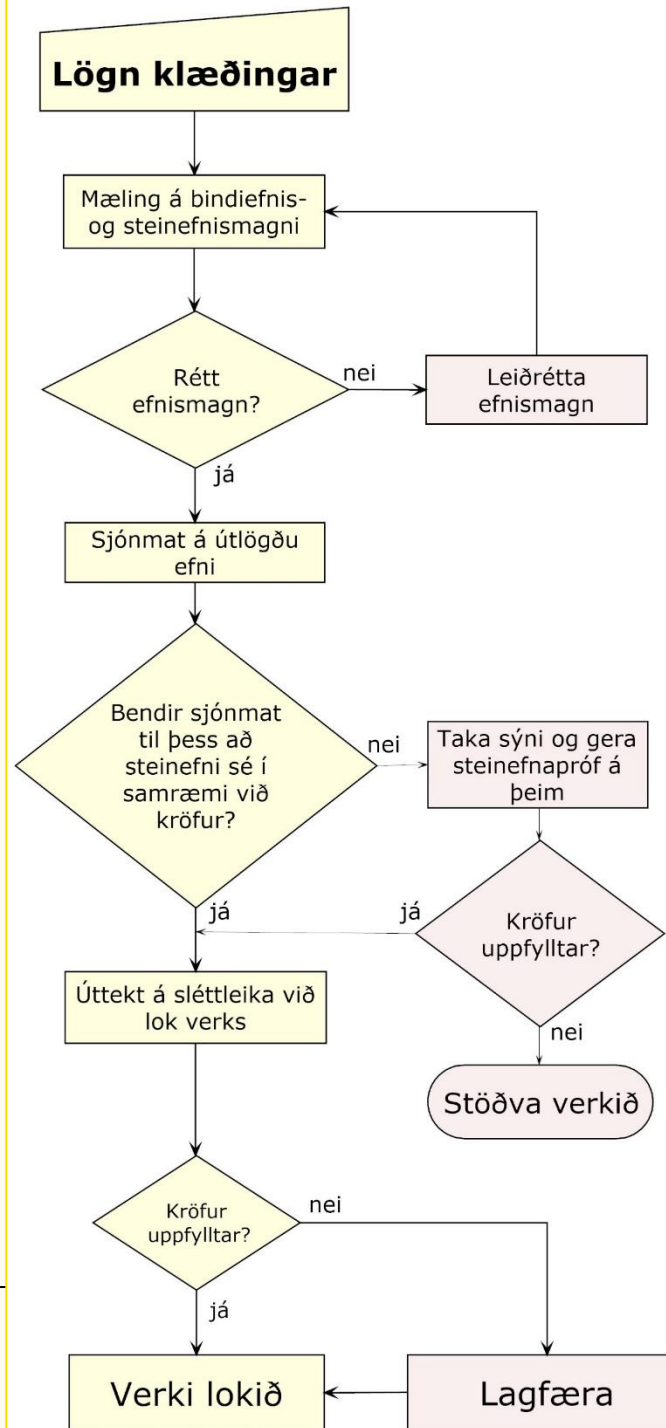 Lögn klæðingar
Mæling á bindiefnis-
og steinefnismagni
Rétt
efnismagn?
nei
Leiðrétta
efnismagn
já
Sjónmat á útlögðu
efni
Bendir sjónmat
til þess að
steinefni sé í
samræmi við
kröfur?
nei
Taka sýni og gera
steinefnapróf á
þeim
já
já
Kröfur
uppfylltar?
nei
Stöðva verkið
Úttekt á sléttleika við
lok verks
Kröfur
uppfylltar?
nei
já
Verki lokið
Lagfæra